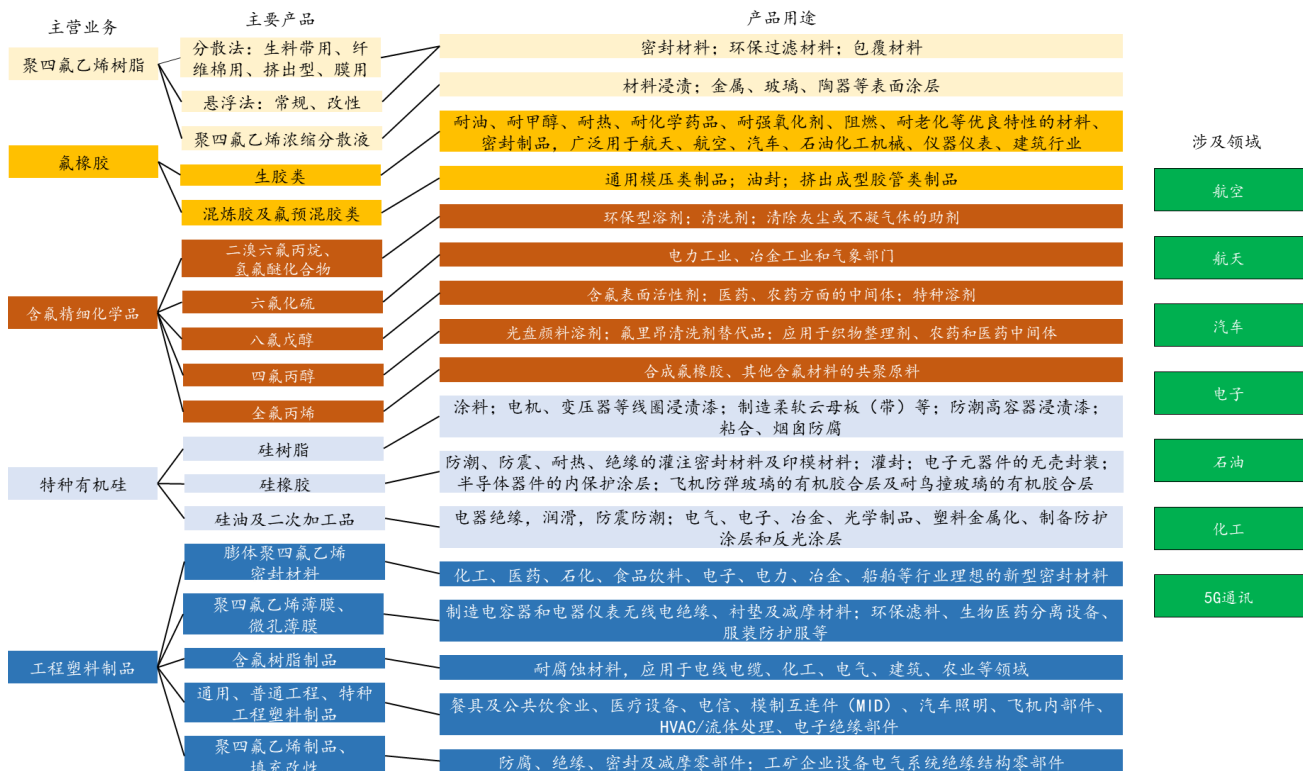 主营业务
主要产品
产品用途
聚四氟乙烯树脂
分散法：生料带用、纤
维棉用、挤出型、膜用
悬浮法：常规、改性
聚四氟乙烯浓缩分散液
密封材料；环保过滤材料；包覆材料
材料浸渍；金属、玻璃、陶器等表面涂层
氟橡胶
生胶类
混炼胶及氟预混胶类
耐油、耐甲醇、耐热、耐化学药品、耐强氧化剂、阻燃、耐老化等优良特性的材料、
密封制品，广泛用于航天、航空、汽车、石油化工机械、仪器仪表、建筑行业
通用模压类制品；油封；挤出成型胶管类制品
含氟精细化学品
二溴六氟丙烷、
氢氟醚化合物
六氟化硫
八氟戊醇
四氟丙醇
全氟丙烯
环保型溶剂；清洗剂；清除灰尘或不凝气体的助剂
电力工业、冶金工业和气象部门
含氟表面活性剂；医药、农药方面的中间体；特种溶剂
光盘颜料溶剂；氟里昂清洗剂替代品；应用于织物整理剂、农药和医药中间体
合成氟橡胶、其他含氟材料的共聚原料
特种有机硅
硅树脂
硅橡胶
硅油及二次加工品
涂料；电机、变压器等线圈浸渍漆；制造柔软云母板（带）等；防潮高容器浸渍漆；
粘合、烟囱防腐
防潮、防震、耐热、绝缘的灌注密封材料及印模材料；灌封；电子元器件的无壳封装；
半导体器件的内保护涂层；飞机防弹玻璃的有机胶合层及耐鸟撞玻璃的有机胶合层
电器绝缘，润滑，防震防潮；电气、电子、冶金、光学制品、塑料金属化、制备防护
涂层和反光涂层
工程塑料制品
膨体聚四氟乙烯
密封材料
聚四氟乙烯薄膜、
微孔薄膜
含氟树脂制品
通用、普通工程、特种
工程塑料制品
聚四氟乙烯制品、
填充改性
化工、医药、石化、食品饮料、电子、电力、冶金、船舶等行业理想的新型密封材料
制造电容器和电器仪表无线电绝缘、衬垫及减摩材料；环保滤料、生物医药分离设备、
服装防护服等
耐腐蚀材料，应用于电线电缆、化工、电气、建筑、农业等领域
餐具及公共饮食业、医疗设备、电信、模制互连件（MID）、汽车照明、飞机内部件、
HVAC/流体处理、电子绝缘部件
防腐、绝缘、密封及减摩零部件；工矿企业设备电气系统绝缘结构零部件
涉及领域
航空
航天
汽车
电子
石油
化工
5G通讯